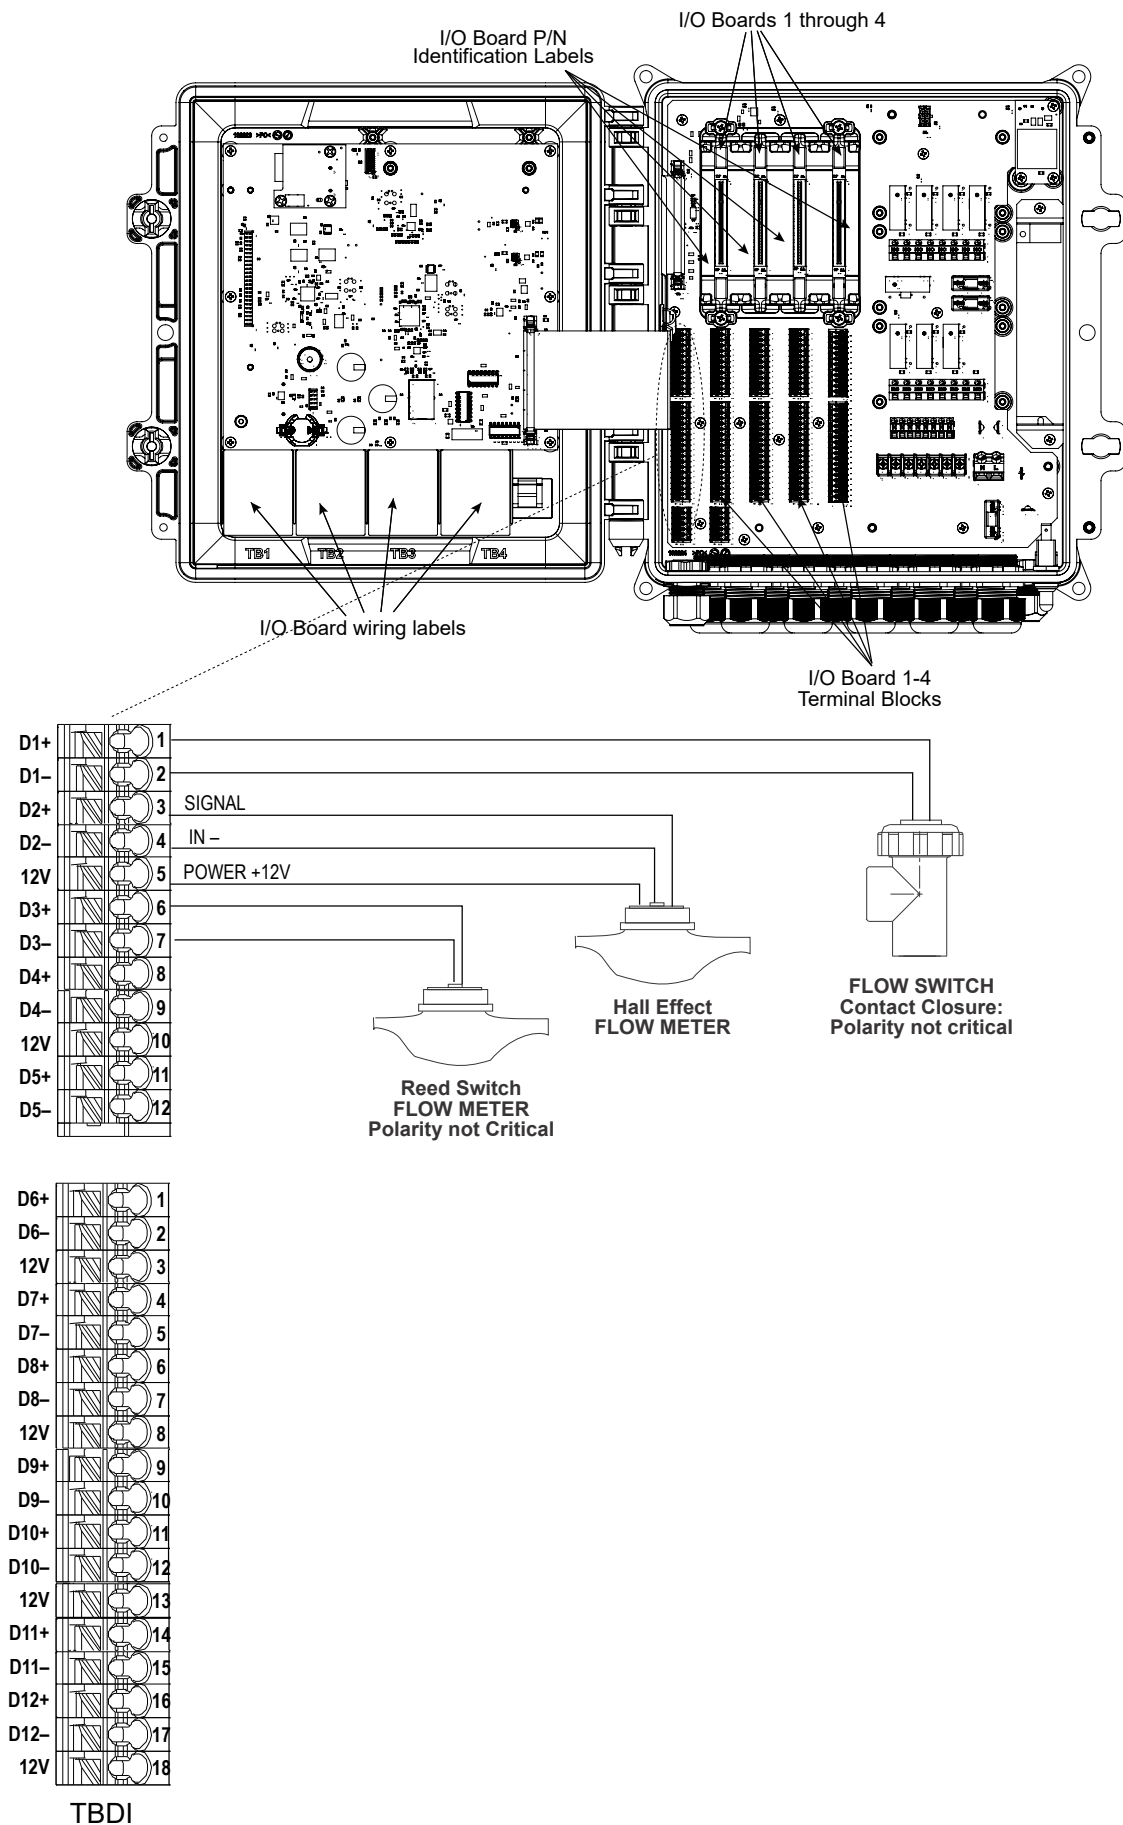 I/O Boards 1 through 4
I/O Board P/N
Identification Labels
TB1
TB2
TB3
TB4
N L
I/O Board wiring labels
I/O Board 1-4
Terminal Blocks
D1+ 1
D1– 2
D2+ 3 SIGNAL
D2– 4 IN –
12V 5 POWER +12V
D3+ 6
D3– 7
D4+ 8
D4– 9
12V 10
D5+ 11
D5– 12
FLOW SWITCH
Contact Closure:
Polarity not critical
Hall Effect
FLOW METER
Reed Switch
FLOW METER
Polarity not Critical
D6+ 1
D6– 2
12V 3
D7+ 4
D7– 5
D8+ 6
D8– 7
12V 8
D9+ 9
D9– 10
D10+ 11
D10– 12
12V 13
D11+ 14
D11– 15
D12+ 16
D12– 17
12V 18
TBDI